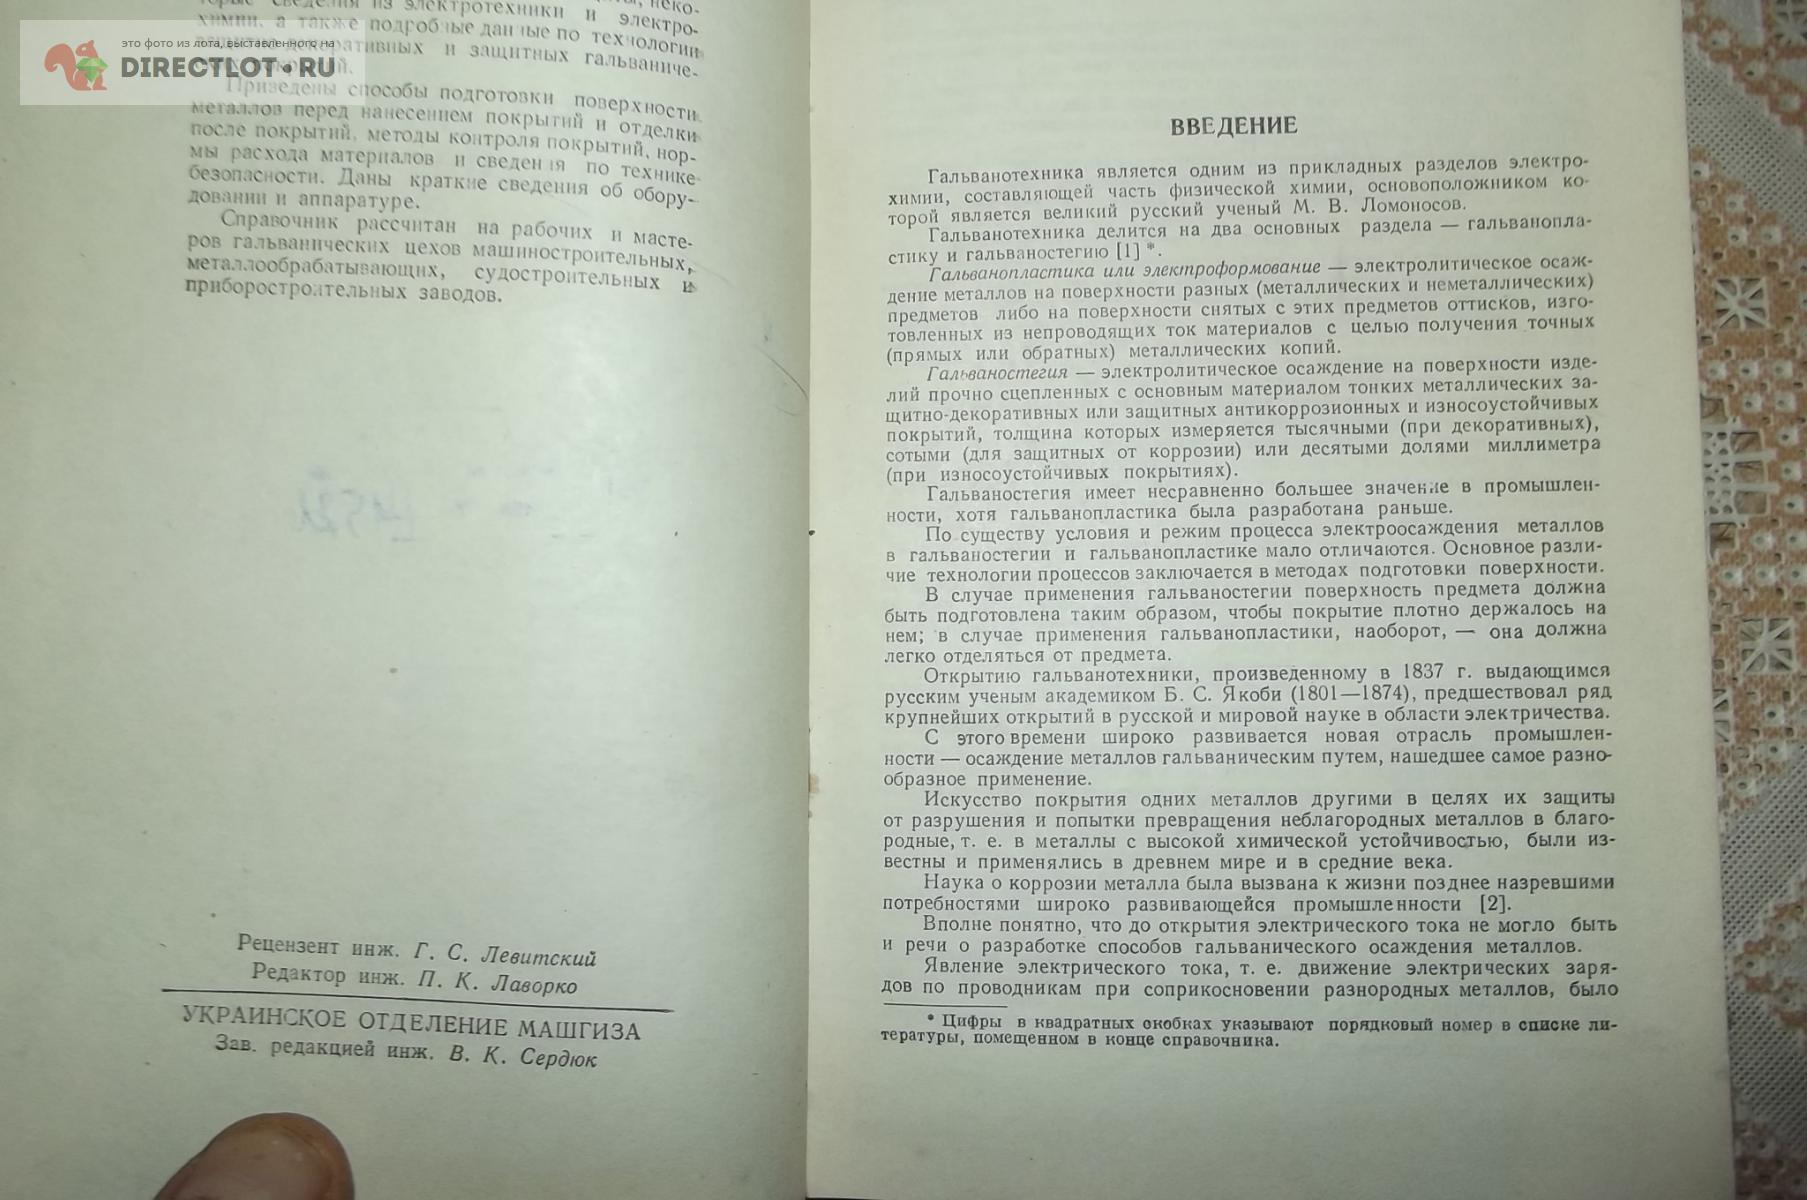 это фото из лота, выставленного на
DIRECTLOT.RU
сведения из электротехники и электро-
химии, а также подробные данные по технологии
защитно-декоративных и защитных гальваниче-
Приведены способы подготовки поверхности
металлов перед нанесением покрытий и отделки
после покрытий, методы контроля покрытий, нор-
мы расхода материалов и сведения по технике
безопасности. Даны краткие сведения об обору-
довании и аппаратуре.
Справочник рассчитан на рабочих и масте-
ров гальванических цехов машиностроительных,
металлообрабатывающих, судостроительных и
приборостроительных заводов.
Рецензент инж. Г. С. Левитский
Редактор инж. П. К. Лаворко
УКРАИНСКОЕ ОТДЕЛЕНИЕ МАШГИЗА
Зав. редакцией инж. В. К. Сердюк
ВВЕДЕНИЕ
Гальванотехника является одним из прикладных разделов электро-
химии, составляющей часть физической химии, основоположником ко-
торой является великий русский ученый М. В. Ломоносов.
Гальванотехника делится на два основных раздела — гальванопла-
стику и гальваностегию [1] *.
Гальванопластика или электроформование — электролитическое осаж-
дение металлов на поверхности разных (металлических и неметаллических)
предметов либо на поверхности снятых с этих предметов оттисков, изго-
товленных из непроводящих ток материалов с целью получения точных
(прямых или обратных) металлических копий.
Гальваностегия — электролитическое осаждение на поверхности изде-
лий прочно сцепленных с основным материалом тонких металлических за-
щитно-декоративных или защитных антикоррозионных и износоустойчивых
покрытий, толщина которых измеряется тысячными (при декоративных),
сотыми (для защитных от коррозии) или десятыми долями миллиметра
(при износоустойчивых покрытиях).
Гальваностегия имеет несравненно большее значение в промышлен-
ности, хотя гальванопластика была разработана раньше.
По существу условия и режим процесса электроосаждения металлов
в гальваностегии и гальванопластике мало отличаются. Основное разли-
чие технологии процессов заключается в методах подготовки поверхности.
В случае применения гальваностегии поверхность предмета должна
быть подготовлена таким образом, чтобы покрытие плотно держалось на
нем; в случае применения гальванопластики, наоборот, — она должна
легко отделяться от предмета.
Открытию гальванотехники, произведенному в 1837 г. выдающимся
русским ученым академиком Б. С. Якоби (1801—1874), предшествовал ряд
крупнейших открытий в русской и мировой науке в области электричества.
С этого времени широко развивается новая отрасль промышлен-
ности — осаждение металлов гальваническим путем, нашедшее самое разно-
образное применение.
Искусство покрытия одних металлов другими в целях их защиты
от разрушения и попытки превращения неблагородных металлов в благо-
родные, т. е. в металлы с высокой химической устойчивостью, были из-
вестны и применялись в древнем мире и в средние века.
Наука о коррозии металла была вызвана к жизни позднее назревшими
потребностями широко развивающейся промышленности [2].
Вполне понятно, что до открытия электрического тока не могло быть
и речи о разработке способов гальванического осаждения металлов.
Явление электрического тока, т. е. движение электрических заря-
дов по проводникам при соприкосновении разнородных металлов, было
* Цифры в квадратных скобках указывают порядковый номер в списке ли-
тературы, помещенном в конце справочника.